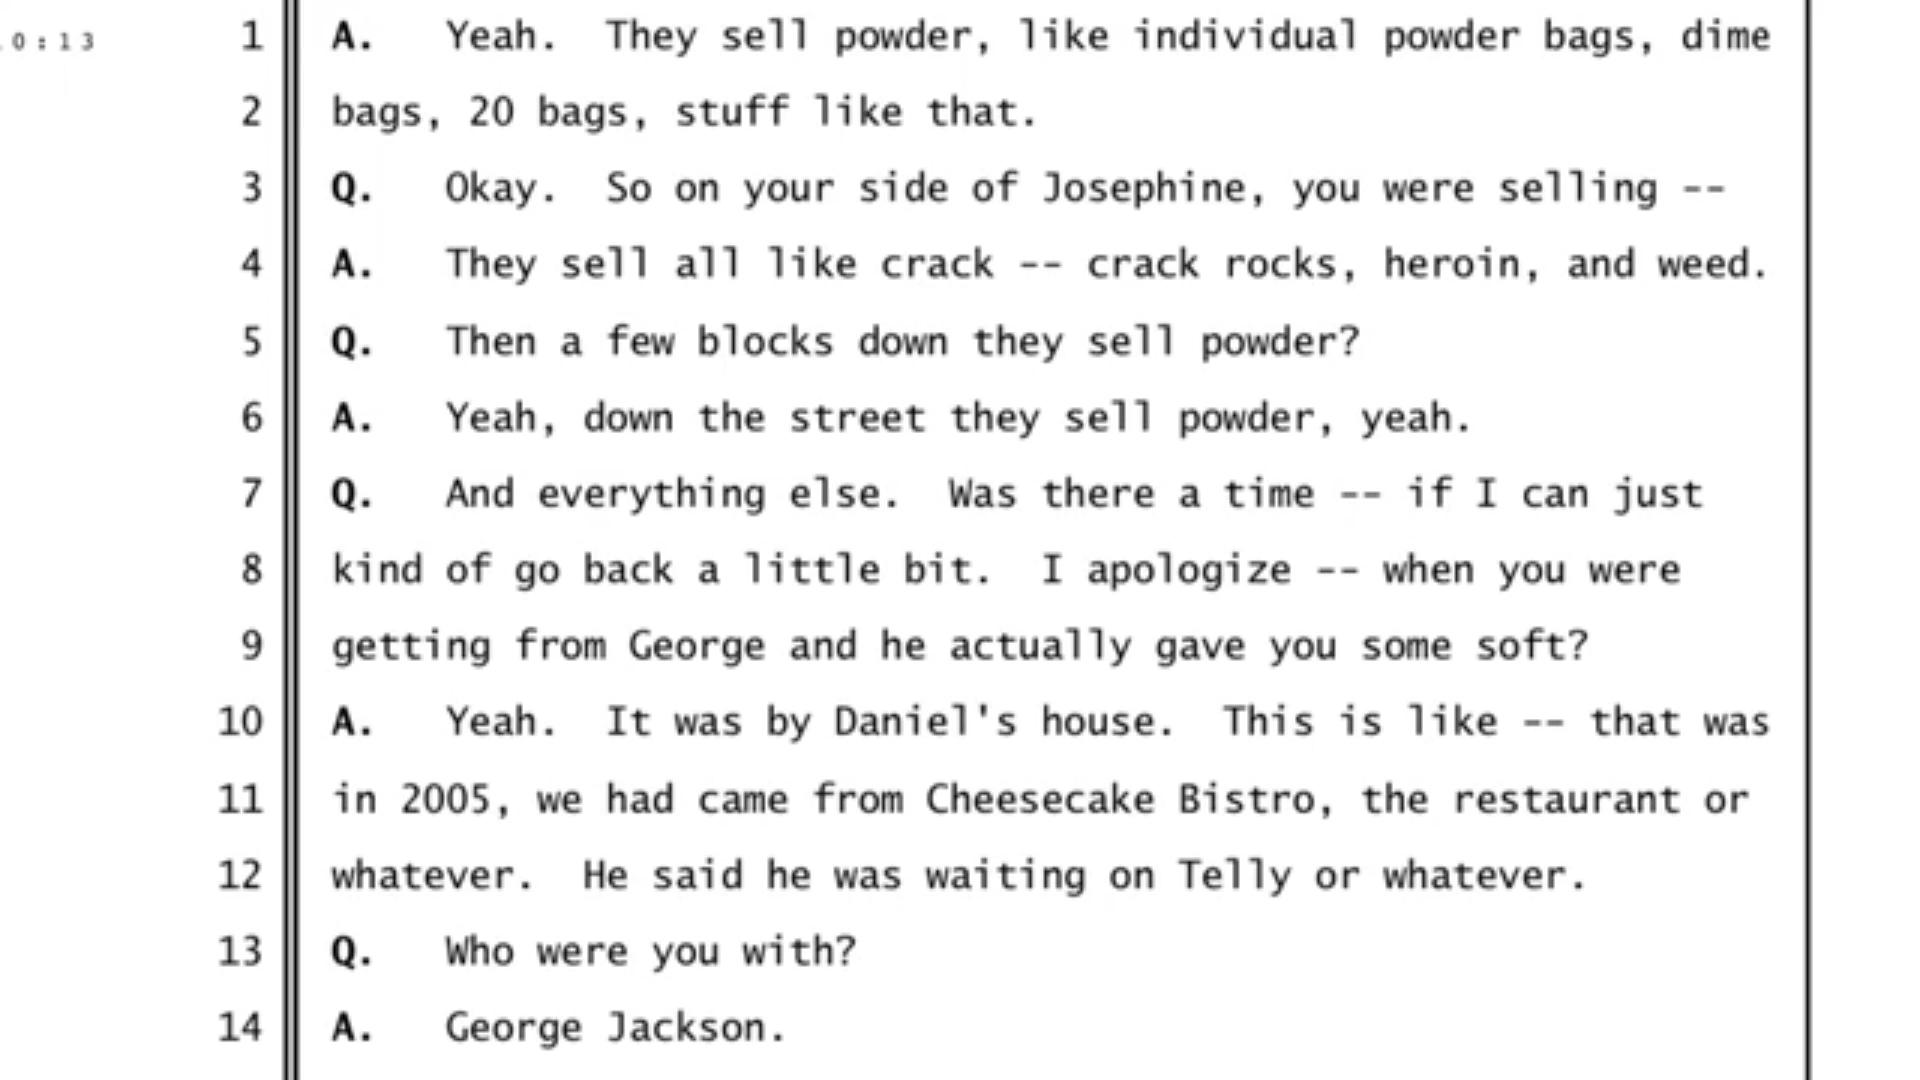 0:13
1 A. Yeah. They sell powder, like individual powder bags, dime
2 bags, 20 bags, stuff like that.
3 Q. Okay. So on your side of Josephine, you were selling --
4 A. They sell all like crack -- crack rocks, heroin, and weed.
5 Q. Then a few blocks down they sell powder?
6 A. Yeah, down the street they sell powder, yeah.
7 Q. And everything else. Was there a time -- if I can just
8 kind of go back a little bit. I apologize -- when you were
9 getting from George and he actually gave you some soft?
10 A. Yeah. It was by Daniel's house. This is like -- that was
11 in 2005, we had came from Cheesecake Bistro, the restaurant or
12 whatever. He said he was waiting on Telly or whatever.
13 Q. Who were you with?
14 A. George Jackson.